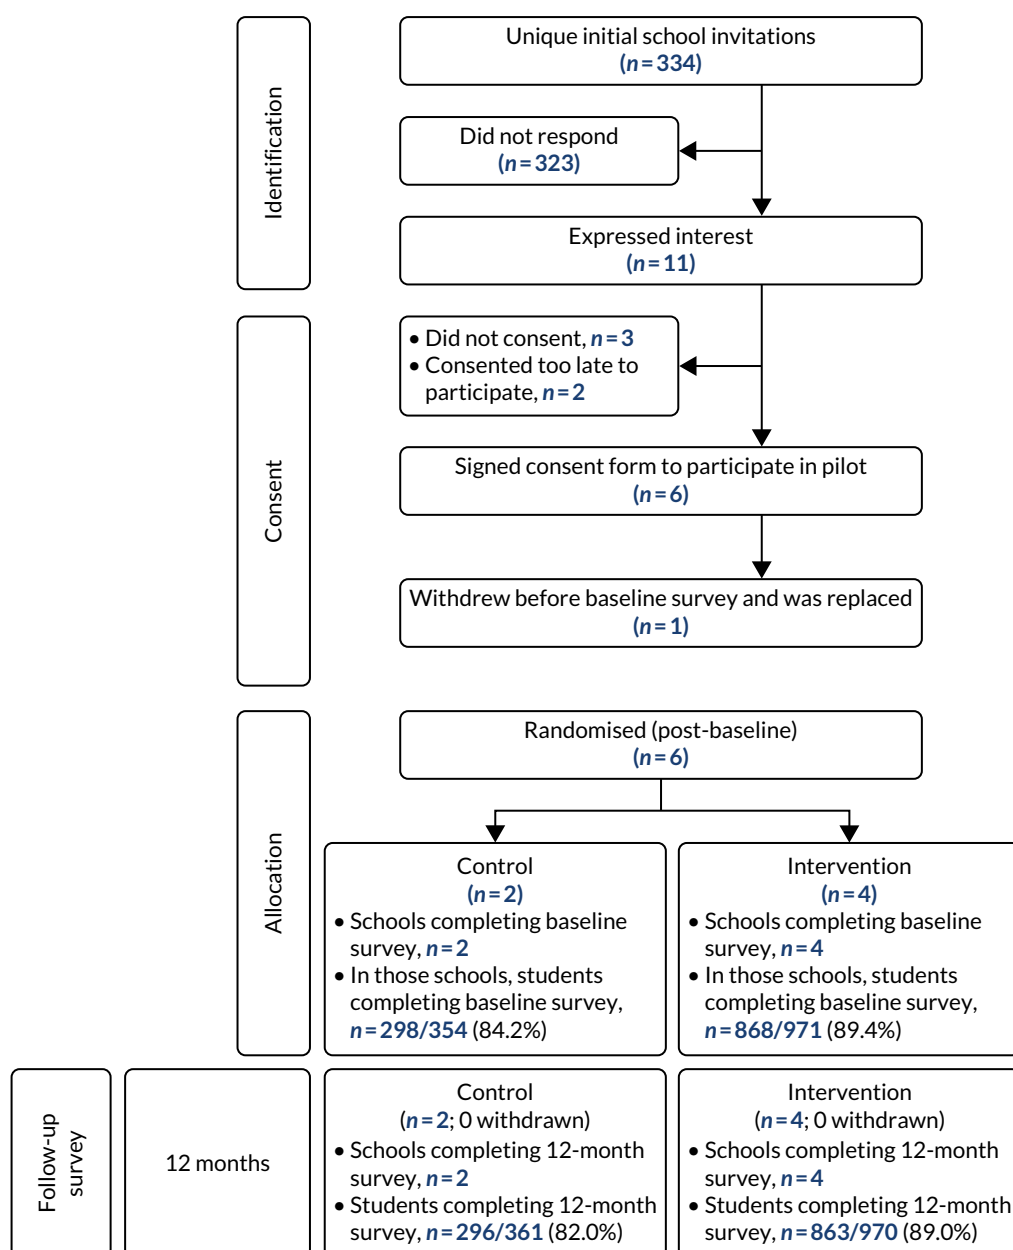 Identification
Unique initial school invitations
(n=334)
Did not respond
(n=323)
Expressed interest
(n=11)
Consent
• Did not consent, n=3
• Consented too late to
participate, n=2
Signed consent form to participate in pilot
(n=6)
Withdrew before baseline survey and was replaced
(n=1)
Allocation
Randomised (post-baseline)
(n=6)
Control
(n=2)
• Schools completing baseline
survey, n=2
• In those schools, students
completing baseline survey,
n=298/354 (84.2%)
Intervention
(n=4)
• Schools completing baseline
survey, n=4
• In those schools, students
completing baseline survey,
n=868/971 (89.4%)
Follow-up
survey
12 months
Control
(n=2; 0 withdrawn)
• Schools completing 12-month
survey, n=2
• Students completing 12-month
survey, n=296/361 (82.0%)
Intervention
(n=4; 0 withdrawn)
• Schools completing 12-month
survey, n=4
• Students completing 12-month
survey, n=863/970 (89.0%)